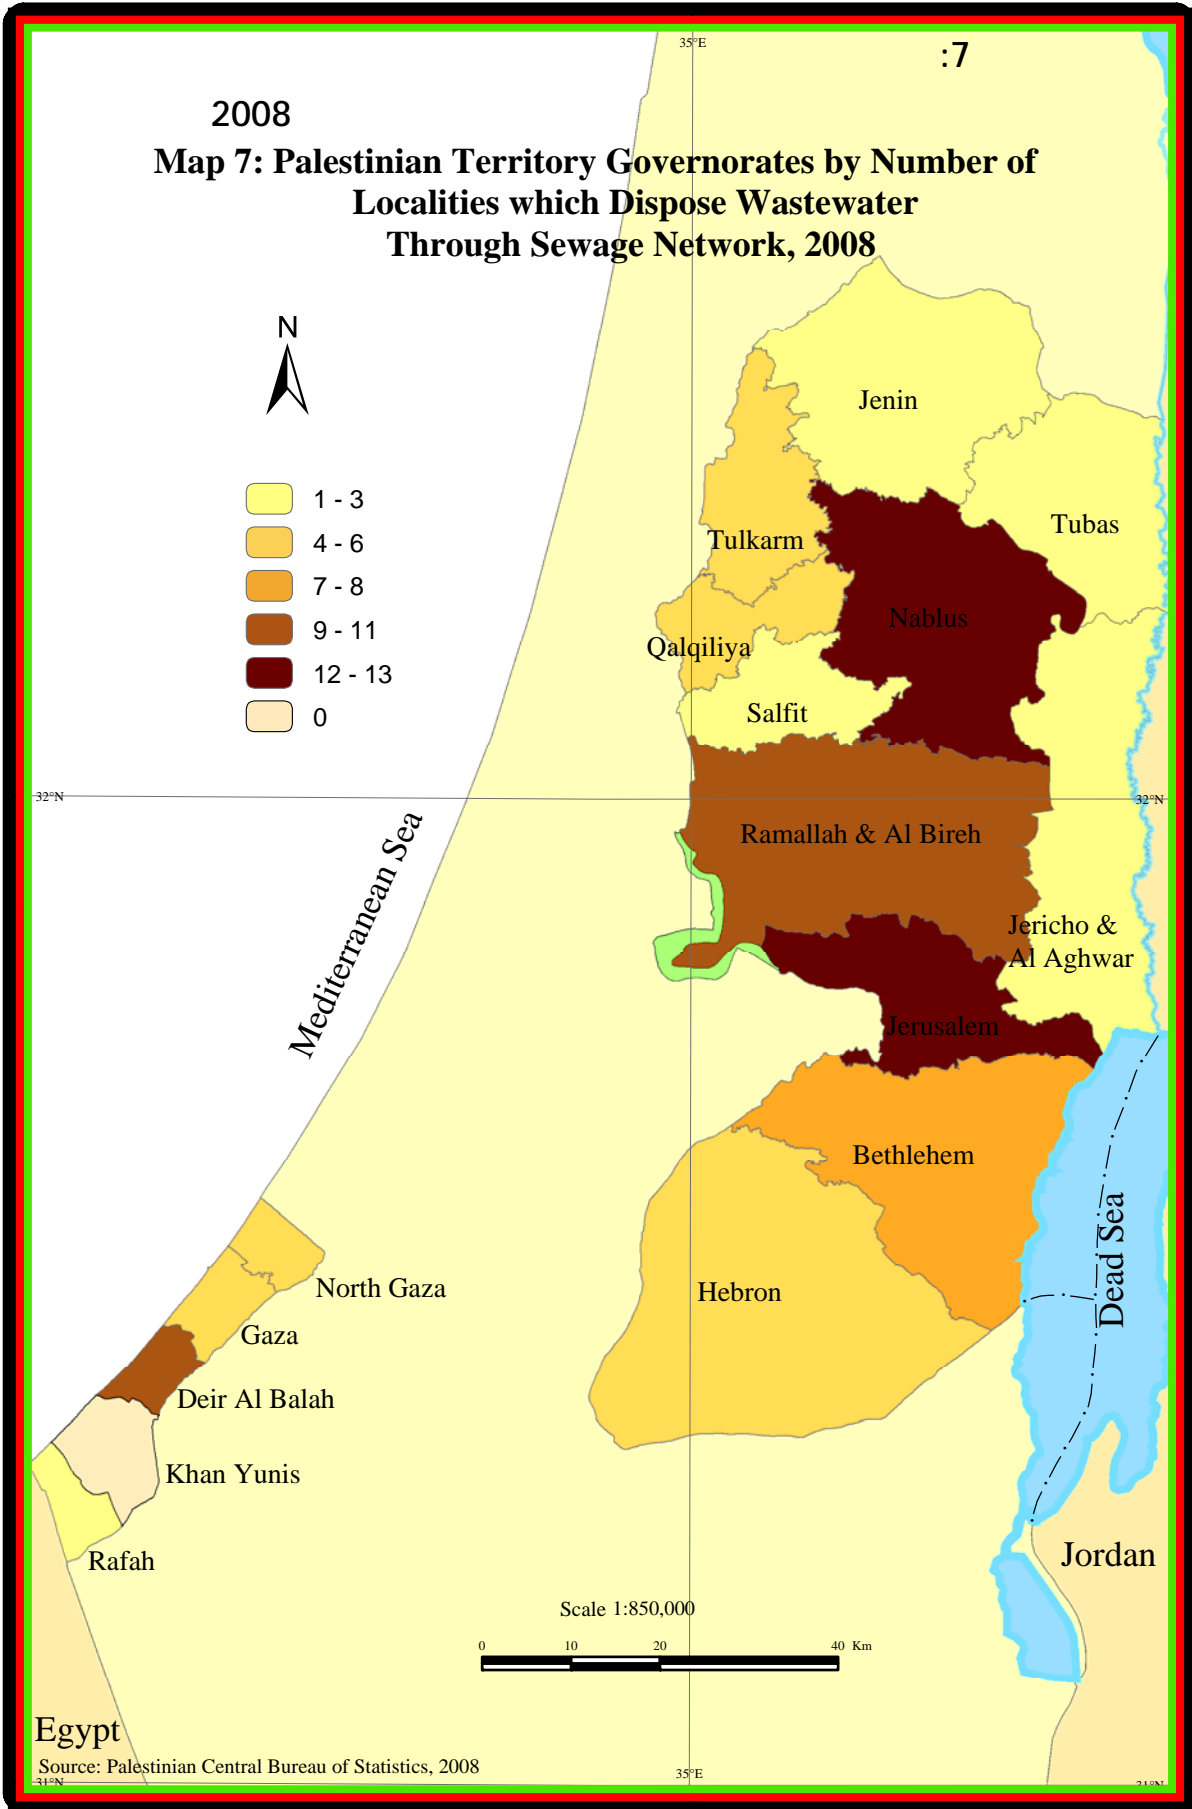 35°E
:7
2008
Map 7: Palestinian Territory Governorates by Number of
Localities which Dispose Wastewater
Through Sewage Network, 2008
N
1 - 3
4 - 6
7 - 8
9 - 11
12 - 13
0
Jenin
Tubas
Tulkarm
Nablus
Qalqiliya
Salfit
32°N
32°N
Ramallah & Al Bireh
Mediterranean Sea
Jericho &
Al Aghwar
Jerusalem
Bethlehem
Dead Sea
Hebron
North Gaza
Gaza
Deir Al Balah
Khan Yunis
Rafah
Jordan
Scale 1:850,000
0 10 20 40 Km
Egypt
Source: Palestinian Central Bureau of Statistics, 2008
35°E
31°N
31°N